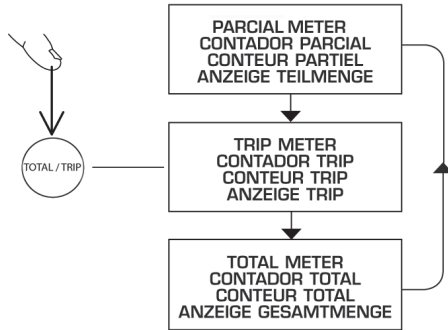 PARCIAL METER
CONTADOR PARCIAL
CONTEUR PARTIEL
ANZEIGE TEILMENGE
TOTAL / TRIP
TRIP METER
CONTADOR TRIP
CONTEUR TRIP
ANZEIGE TRIP
TOTAL METER
CONTADOR TOTAL
CONTEUR TOTAL
ANZEIGE GESAMTMENGE